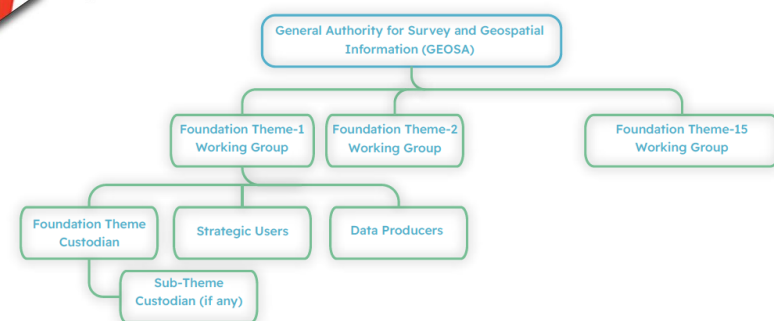 General Authority for Survey and Geospatial
Information (GEOSA)
Foundation Theme-1
Working Group
Foundation Theme-2
Working Group
Foundation Theme-15
Working Group
Foundation Theme
Custodian
Strategic Users
Data Producers
Sub-Theme
Custodian (if any)